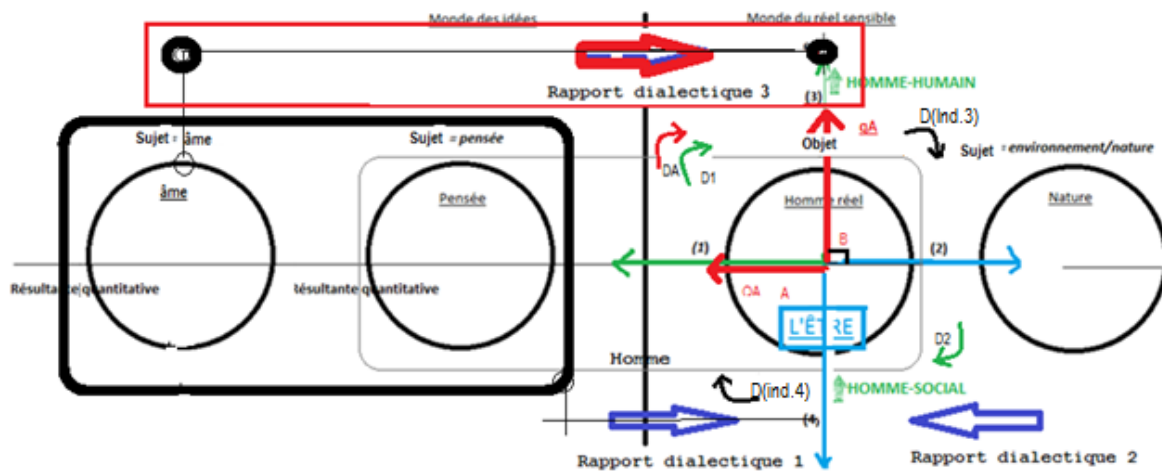 Monde des idées
Monde du réel sensible
HOMME-HUMAIN
Rapport dialectique 3
(3)
qA
D(Ind.3)
Sujet = âme
Sujet = pensée
Objet
Sujet = environnement/nature
DA
D1
âme
Pensée
Homme réel
Nature
B
(1)
(2)
Résultante quantitative
Résultante quantitative
QA
A
L'ÊTRE
D2
Homme
D(ind.4)
HOMME-SOCIAL
(4)
Rapport dialectique 1
Rapport dialectique 2